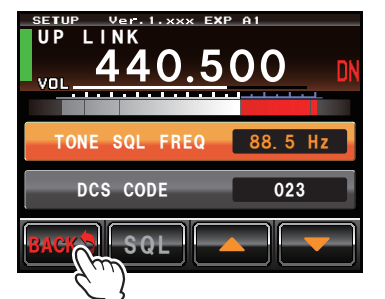 SETUP Ver.1.xxx EXP A1
UP LINK
VOL 440.500 DN
TONE SQL FREQ 88.5 Hz
DCS CODE 023
BACK SQL